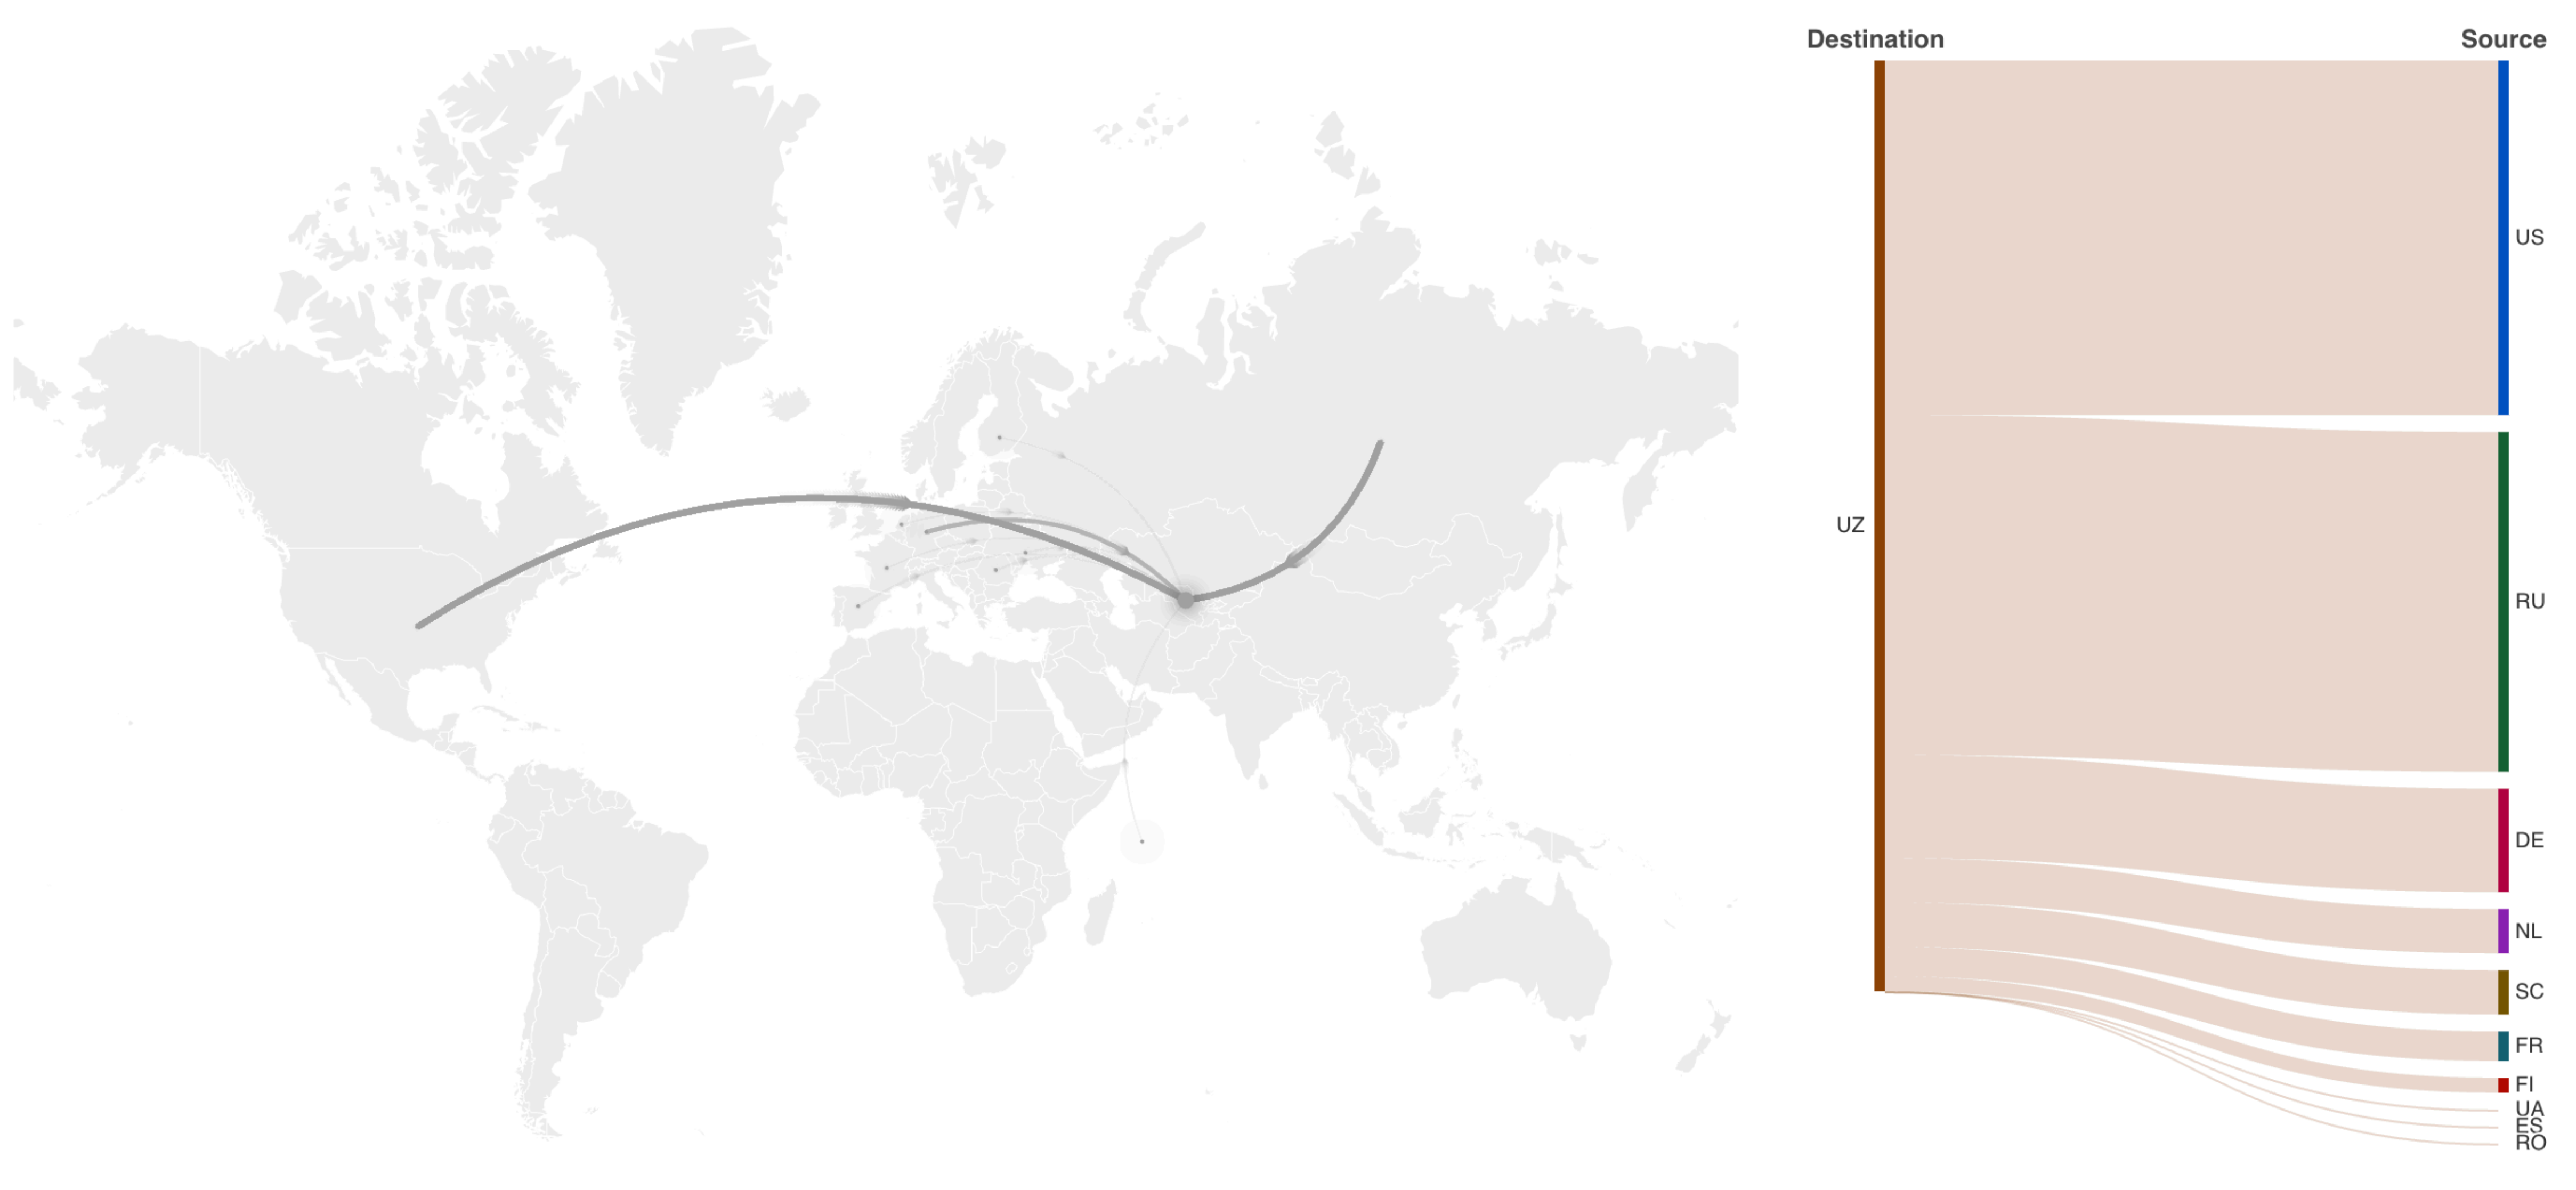 Destination
Source
US
UZ
RU
DE
NL
SC
FR
FI
UA
ES
RO